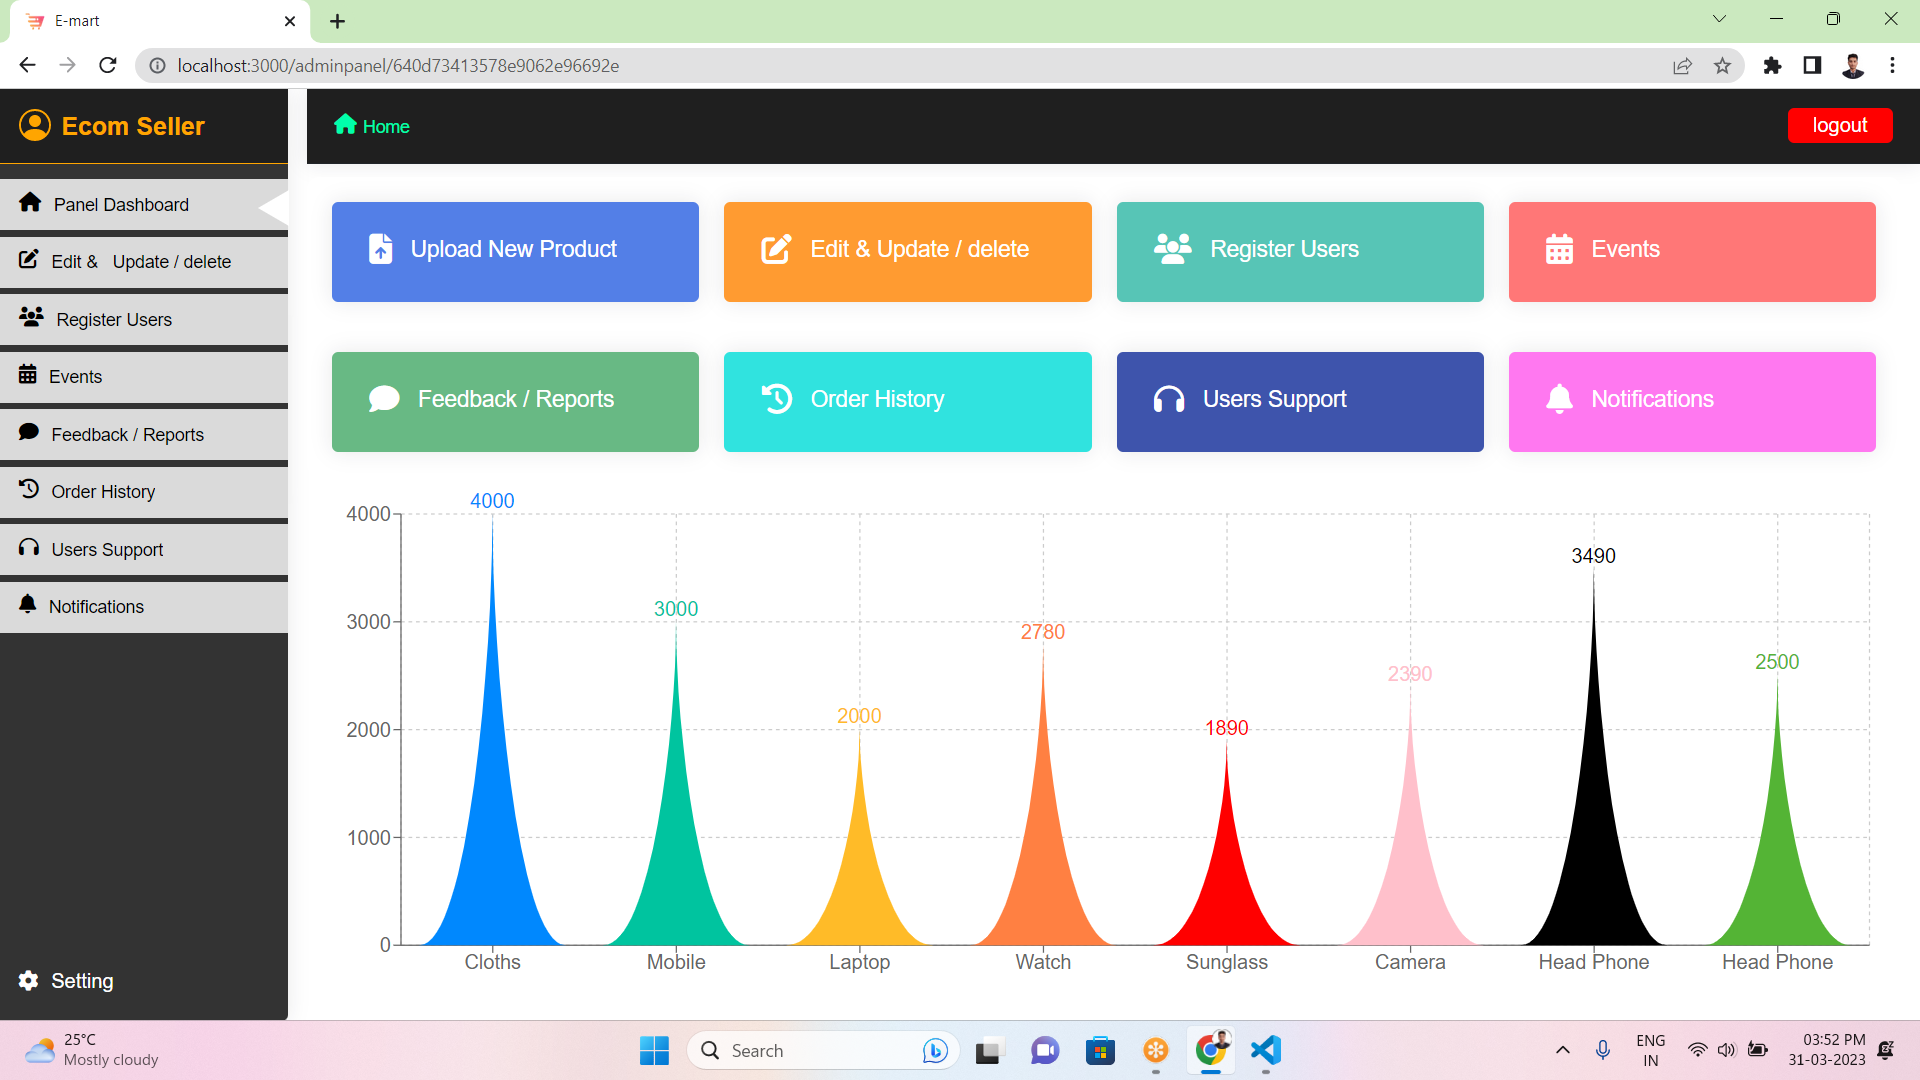 E-mart
localhost:3000/adminpanel/640d73413578e9062e96692e
Ecom Seller
Home
logout
Panel Dashboard
Edit & Update / delete
Register Users
Events
Feedback / Reports
Order History
Users Support
Notifications
Setting
Upload New Product
Edit & Update / delete
Register Users
Events
Feedback / Reports
Order History
Users Support
Notifications
4000
3000
2000
1000
0
4000
3000
2000
2780
1890
2390
3490
2500
Cloths
Mobile
Laptop
Watch
Sunglass
Camera
Head Phone
Head Phone
25°C
Mostly cloudy
Search
ENG
IN
03:52 PM
31-03-2023